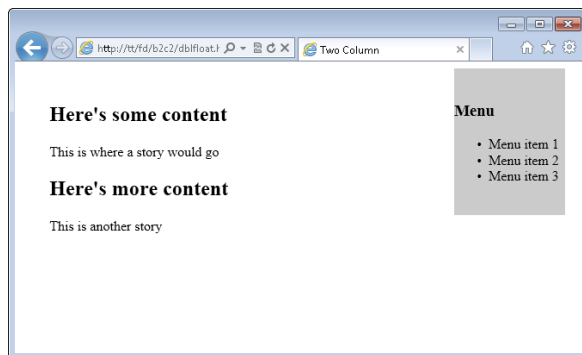 http://tt/fd/b2c2/dblfloat.h
Two Column
Here's some content
This is where a story would go
Here's more content
This is another story
Menu
• Menu item 1
• Menu item 2
• Menu item 3